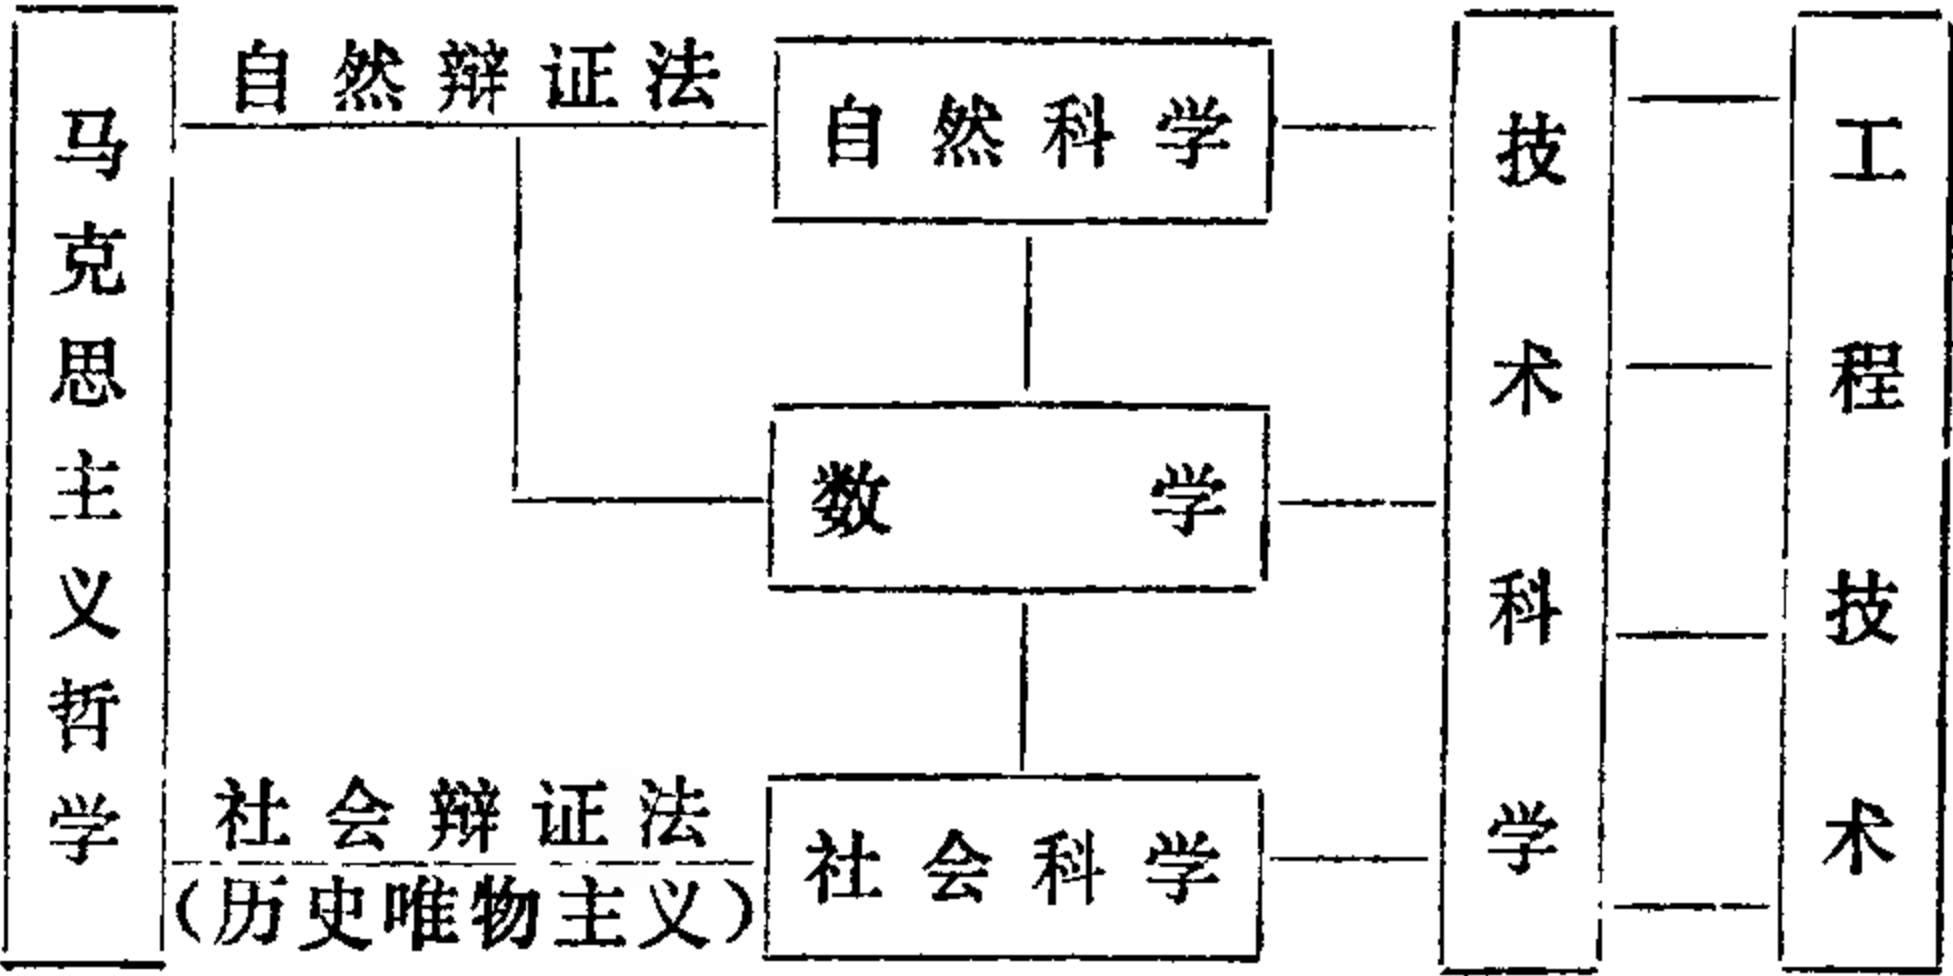 马克思主义哲学
自然辩证法
社会辩证法
(历史唯物主义)
自然科学
数学
社会科学
技术科学
工程技术